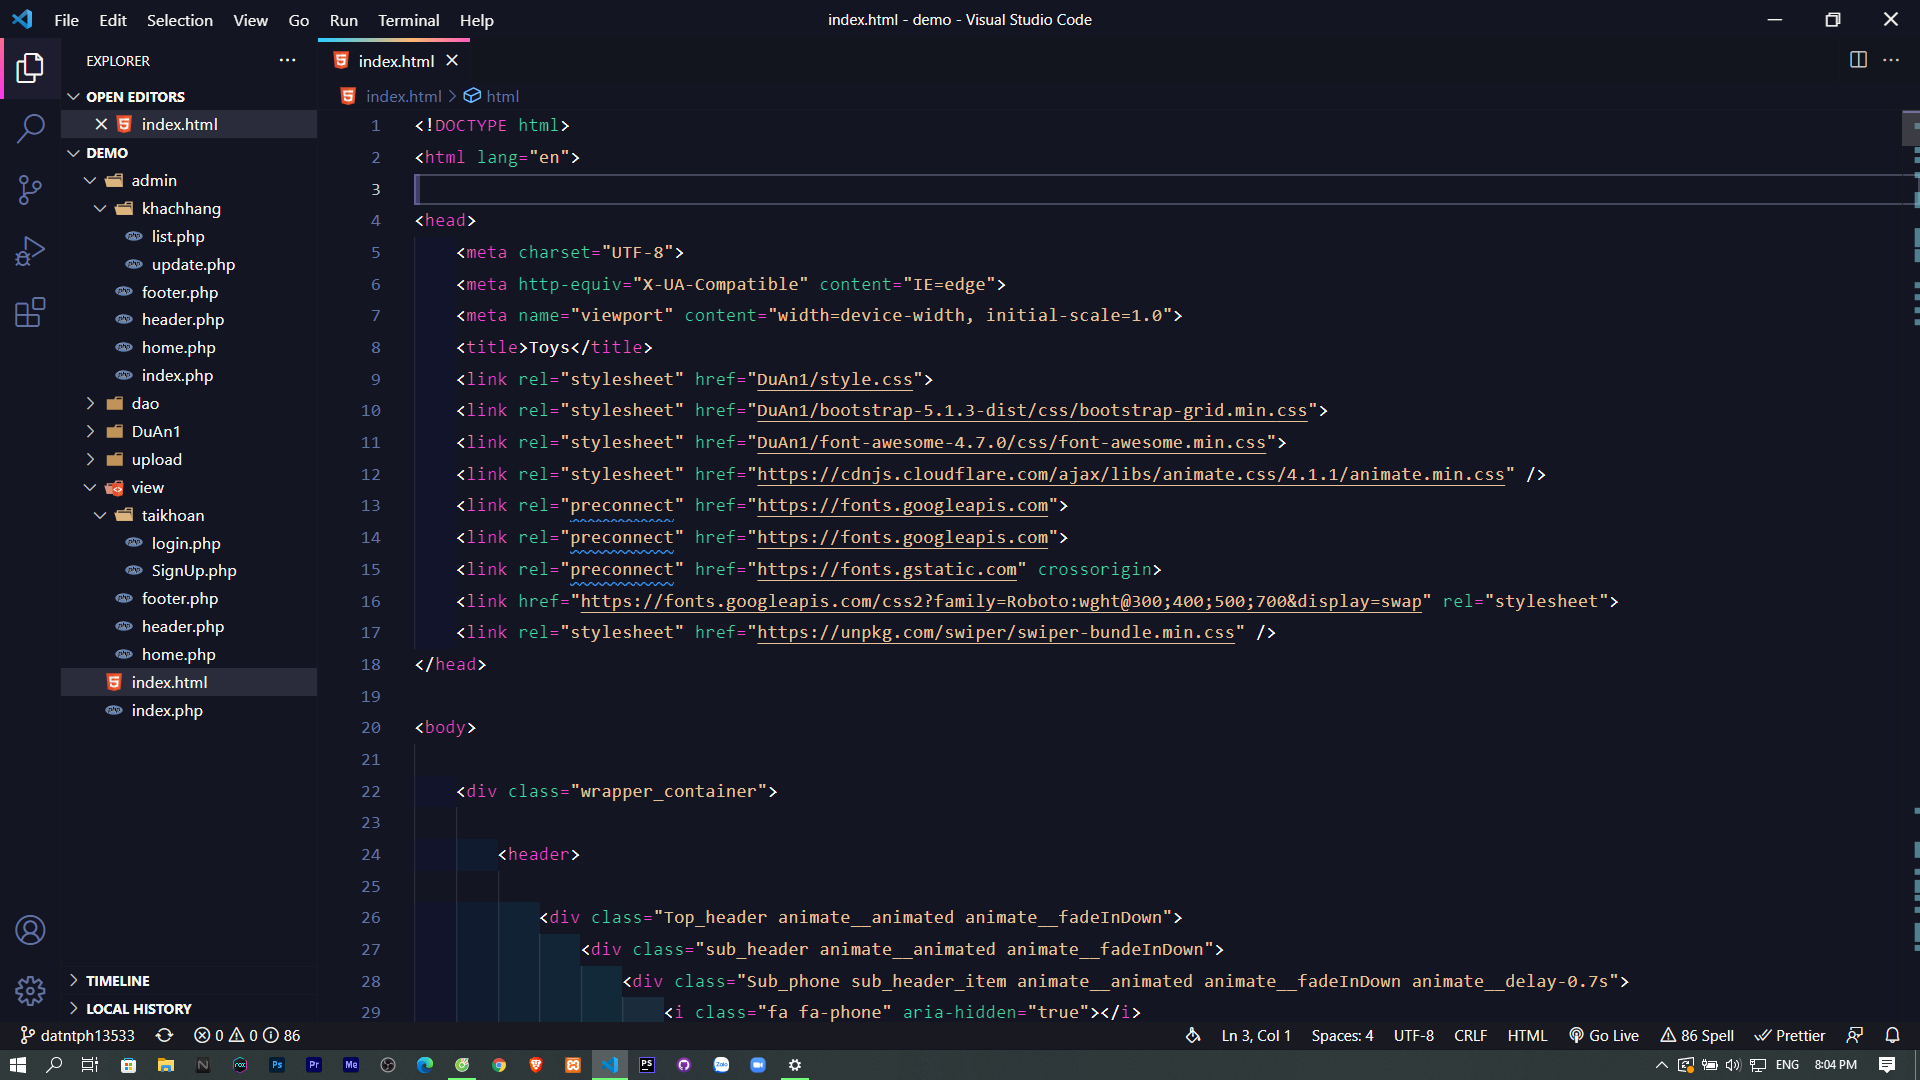 File Edit Selection View Go Run Terminal Help
index.html - demo - Visual Studio Code
EXPLORER
index.html
OPEN EDITORS
index.html
index.html > html
DEMO
admin
khachhang
list.php
update.php
footer.php
header.php
home.php
index.php
dao
DuAn1
upload
view
taikhoan
login.php
SignUp.php
footer.php
header.php
home.php
index.html
index.php
TIMELINE
LOCAL HISTORY
1 <!DOCTYPE html>
2 <html lang="en">
3
4 <head>
5 <meta charset="UTF-8">
6 <meta http-equiv="X-UA-Compatible" content="IE=edge">
7 <meta name="viewport" content="width=device-width, initial-scale=1.0">
8 <title>Toys</title>
9 <link rel="stylesheet" href="DuAn1/style.css">
10 <link rel="stylesheet" href="DuAn1/bootstrap-5.1.3-dist/css/bootstrap-grid.min.css">
11 <link rel="stylesheet" href="DuAn1/font-awesome-4.7.0/css/font-awesome.min.css">
12 <link rel="stylesheet" href="https://cdnjs.cloudflare.com/ajax/libs/animate.css/4.1.1/animate.min.css" />
13 <link rel="preconnect" href="https://fonts.googleapis.com">
14 <link rel="preconnect" href="https://fonts.googleapis.com">
15 <link rel="preconnect" href="https://fonts.gstatic.com" crossorigin>
16 <link href="https://fonts.googleapis.com/css2?family=Roboto:wght@300;400;500;700&display=swap" rel="stylesheet">
17 <link rel="stylesheet" href="https://unpkg.com/swiper/swiper-bundle.min.css" />
18 </head>
19
20 <body>
21
22 <div class="wrapper_container">
23
24 <header>
25
26 <div class="Top_header animate__animated animate__fadeInDown">
27 <div class="sub_header animate__animated animate__fadeInDown">
28 <div class="Sub_phone sub_header_item animate__animated animate__fadeInDown animate__delay-0.7s">
29 <i class="fa fa-phone" aria-hidden="true"></i>
datntph13533 0 0 86 Ln 3, Col 1 Spaces: 4 UTF-8 CRLF HTML Go Live 86 Spell Prettier
N Ps Pr Me PS Zalo ENG 8:04 PM